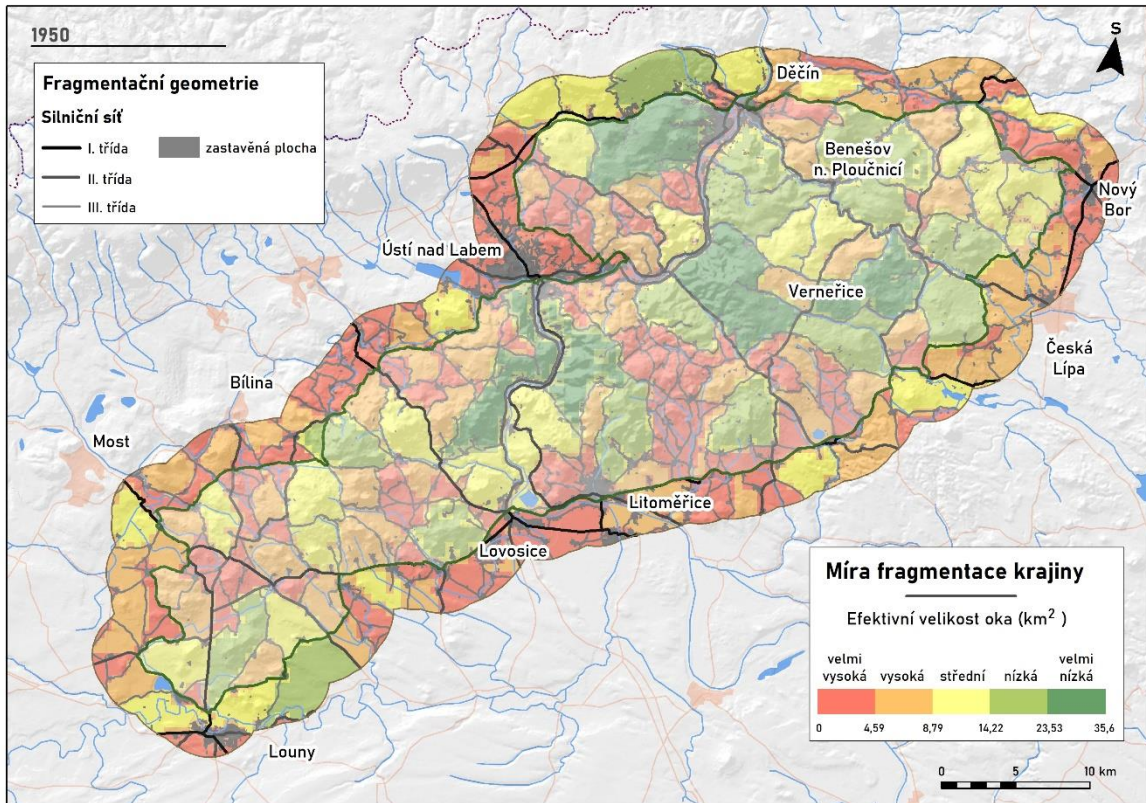 1950
Fragmentační geometrie
Silniční síť
I. třída
zastavěná plocha
II. třída
III. třída
S
Děčín
Benešov
n. Ploučnicí
Nový
Bor
Ústí nad Labem
Verneřice
Česká
Lípa
Bílina
Most
Litoměřice
Lovosice
Louny
Míra fragmentace krajiny
Efektivní velikost oka (km² )
velmi vysoká
vysoká
střední
nízká
velmi nízká
0 4,59 8,79 14,22 23,53 35,6
0 5 10 km